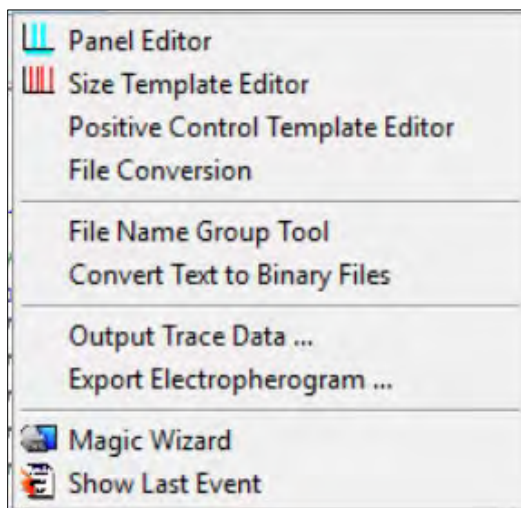 Panel Editor
Size Template Editor
Positive Control Template Editor
File Conversion
File Name Group Tool
Convert Text to Binary Files
Output Trace Data ...
Export Electropherogram ...
Magic Wizard
Show Last Event